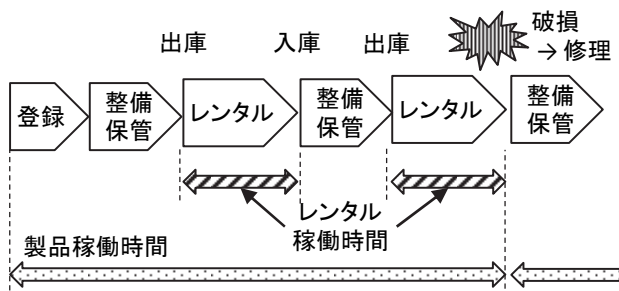 出庫
入庫
出庫
破損
→修理
登録
整備
保管
レンタル
整備
保管
レンタル
整備
保管
レンタル
稼働時間
製品稼働時間